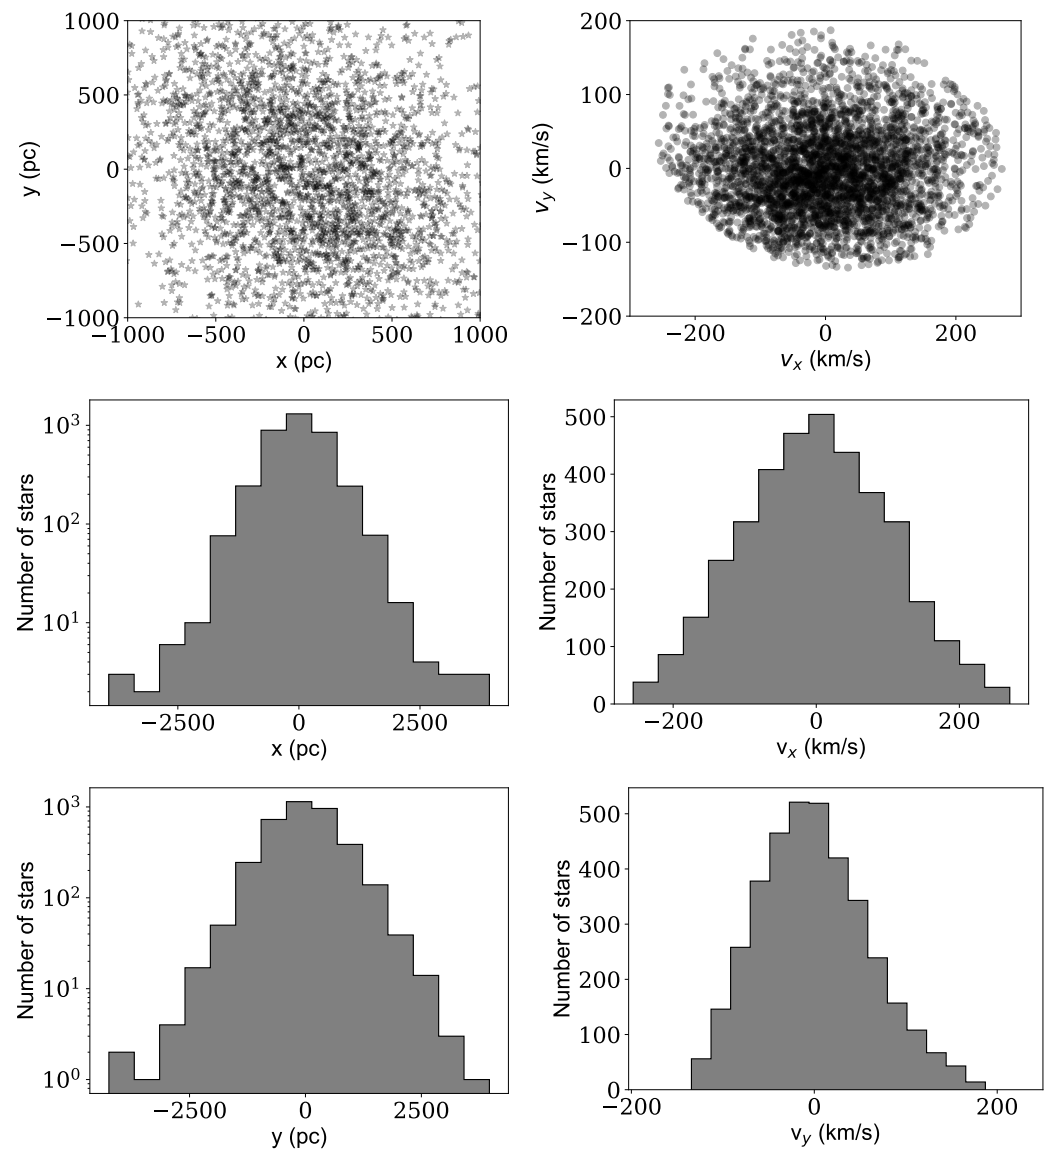 1000
500
0
−500
−1000
y (pc)
−1000 −500 0 500 1000
x (pc)
200
100
0
−100
−200
v_y (km/s)
−200 0 200
v_x (km/s)
10^3
10^2
10^1
Number of stars
−2500 0 2500
x (pc)
500
400
300
200
100
0
Number of stars
−200 0 200
v_x (km/s)
10^3
10^2
10^1
10^0
Number of stars
−2500 0 2500
y (pc)
500
400
300
200
100
0
Number of stars
−200 0 200
v_y (km/s)